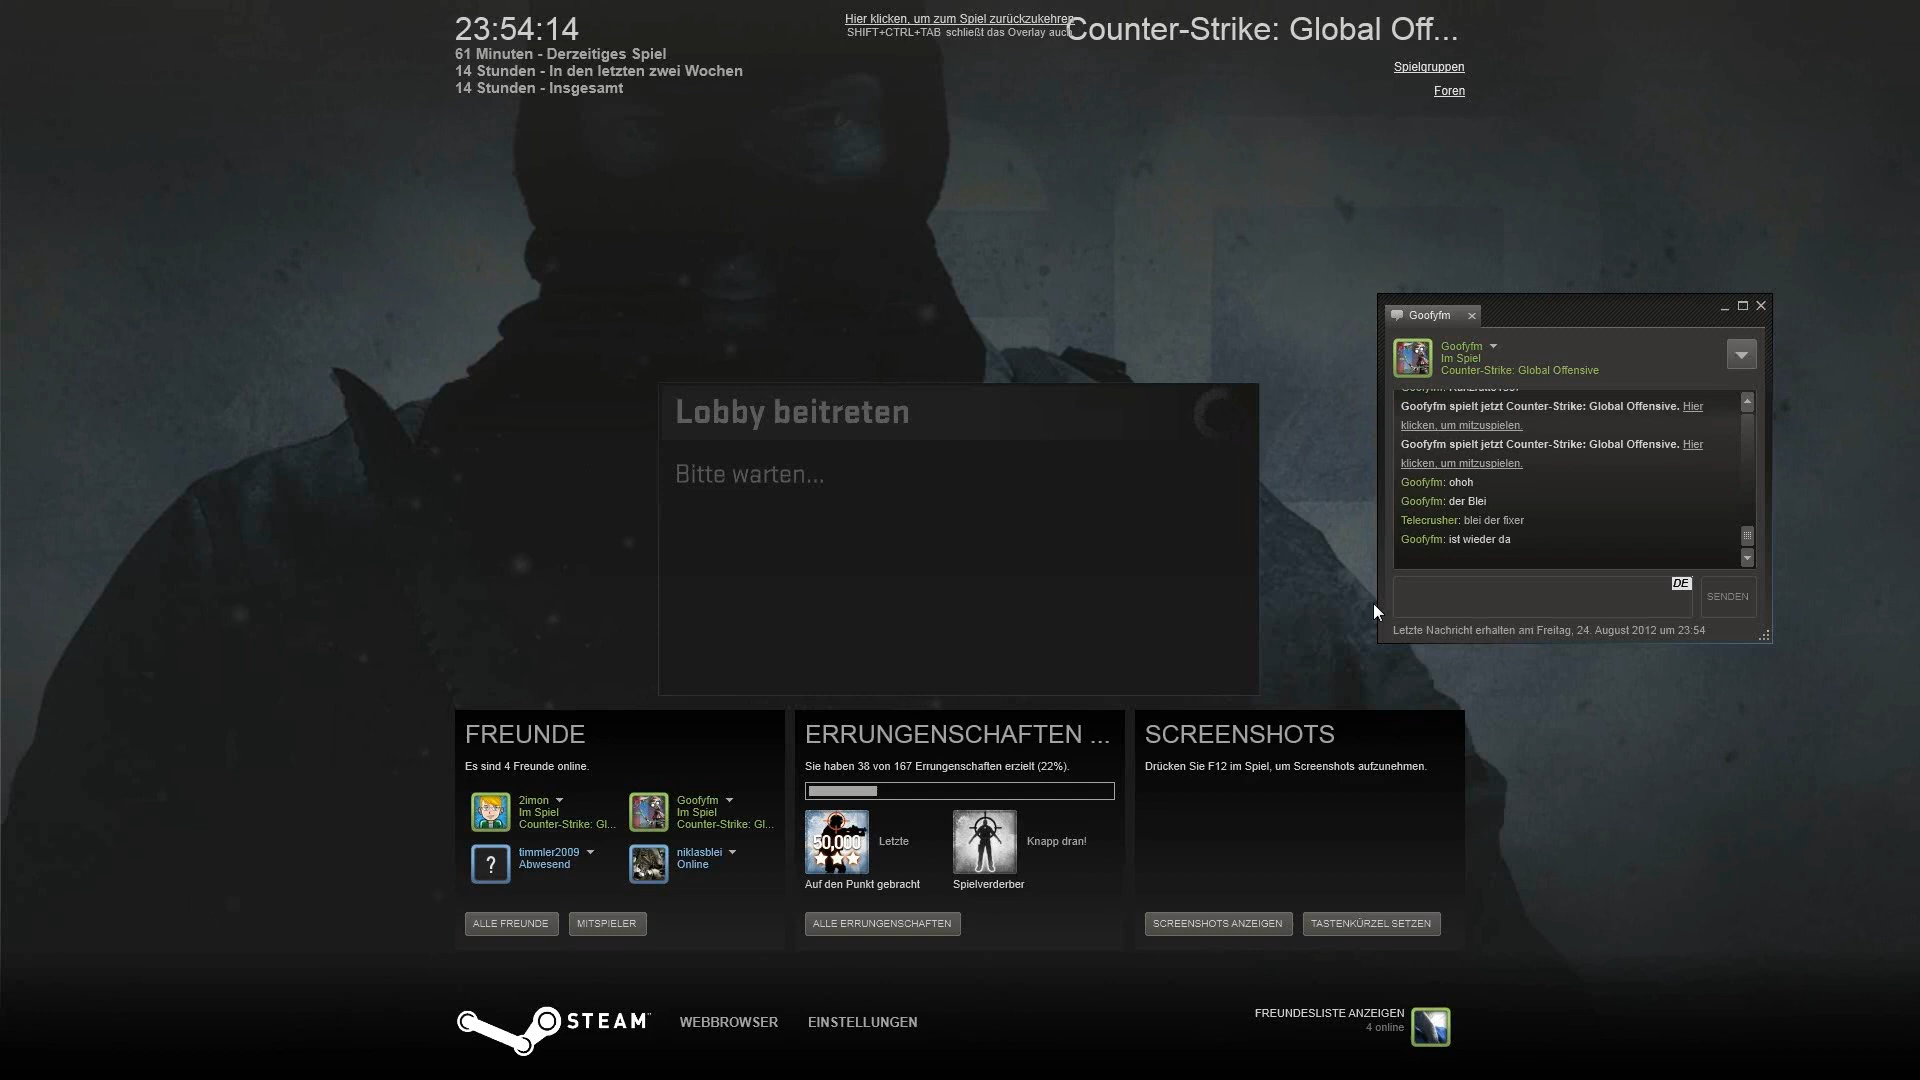 23:54:14
61 Minuten - Derzeitiges Spiel
14 Stunden - In den letzten zwei Wochen
14 Stunden - Insgesamt
Hier klicken, um zum Spiel zurückzukehren
SHIFT+CTRL+TAB schließt das Overlay auch
Counter-Strike: Global Off...
Spielgruppen
Foren
Goofyfm
Goofyfm
Im Spiel
Counter-Strike: Global Offensive
Goofyfm spielt jetzt Counter-Strike: Global Offensive. Hier
klicken, um mitzuspielen.
Goofyfm spielt jetzt Counter-Strike: Global Offensive. Hier
klicken, um mitzuspielen.
Goofyfm: ohoh
Goofyfm: der Blei
Telecrusher: blei der fixer
Goofyfm: ist wieder da
DE
SENDEN
Letzte Nachricht erhalten am Freitag, 24. August 2012 um 23:54
Lobby beitreten
Bitte warten...
FREUNDE
Es sind 4 Freunde online.
2imon
Im Spiel
Counter-Strike: Gl...
Goofyfm
Im Spiel
Counter-Strike: Gl...
timmler2009
Abwesend
niklasblei
Online
ALLE FREUNDE
MITSPIELER
ERRUNGENSCHAFTEN ...
Sie haben 38 von 167 Errungenschaften erzielt (22%).
50,000
Letzte
Knapp dran!
Auf den Punkt gebracht
Spielverderber
ALLE ERRUNGENSCHAFTEN
SCREENSHOTS
Drücken Sie F12 im Spiel, um Screenshots aufzunehmen.
SCREENSHOTS ANZEIGEN
TASTENKÜRZEL SETZEN
STEAM
WEBBROWSER
EINSTELLUNGEN
FREUNDESLISTE ANZEIGEN
4 online